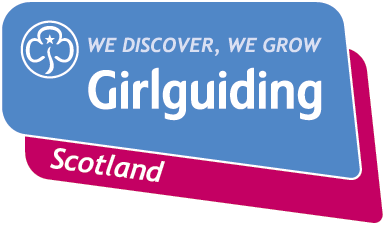 WE DISCOVER, WE GROW
Girlguiding
Scotland